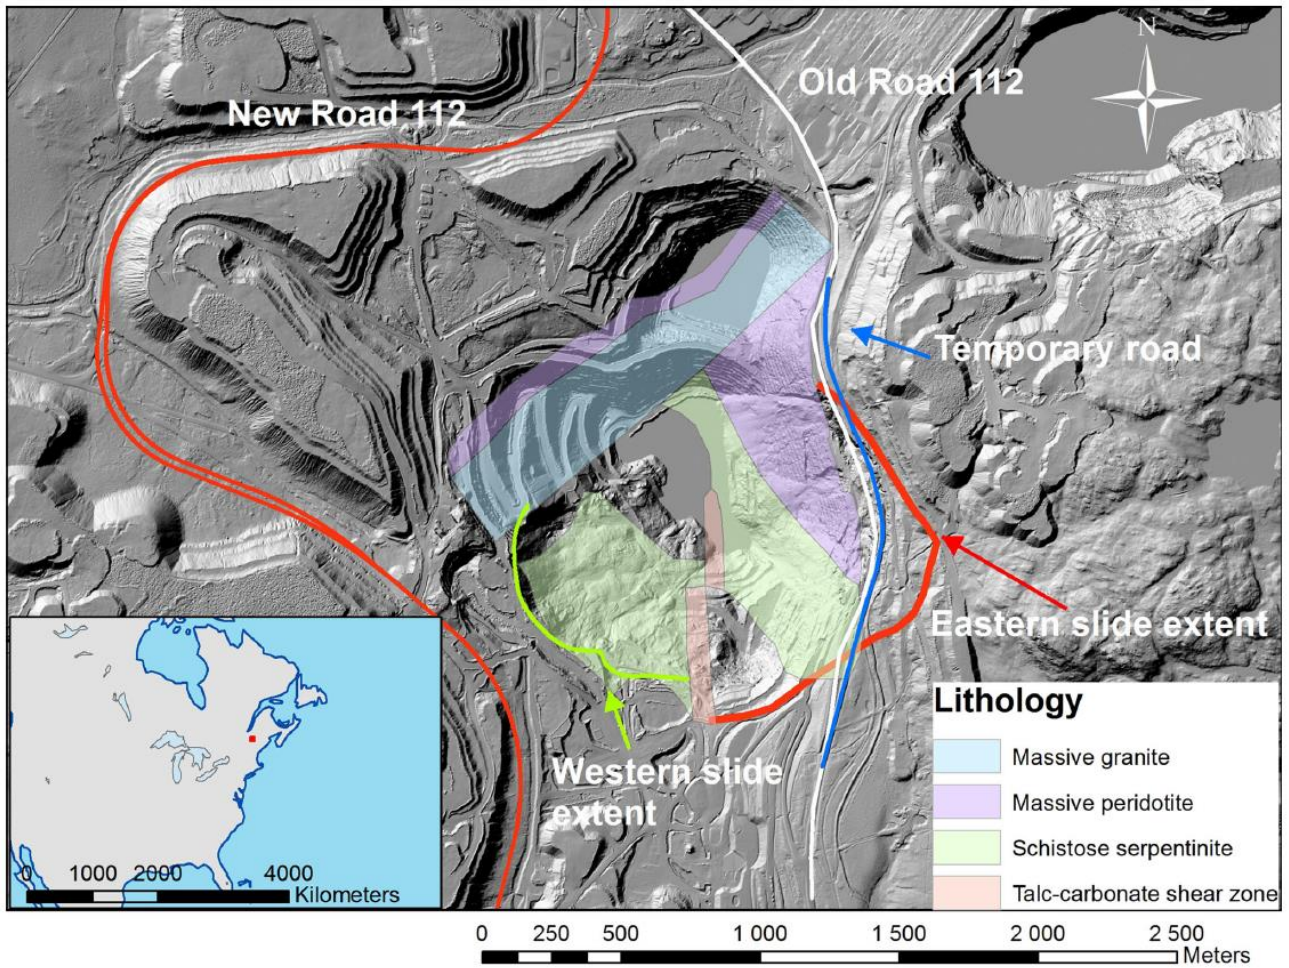 N
Old Road 112
New Road 112
Temporary road
Eastern slide extent
Western slide
extent
Lithology
Massive granite
Massive peridotite
Schistose serpentinite
Talc-carbonate shear zone
0 1000 2000 4000
Kilometers
0 250 500 1 000 1 500 2 000 2 500
Meters